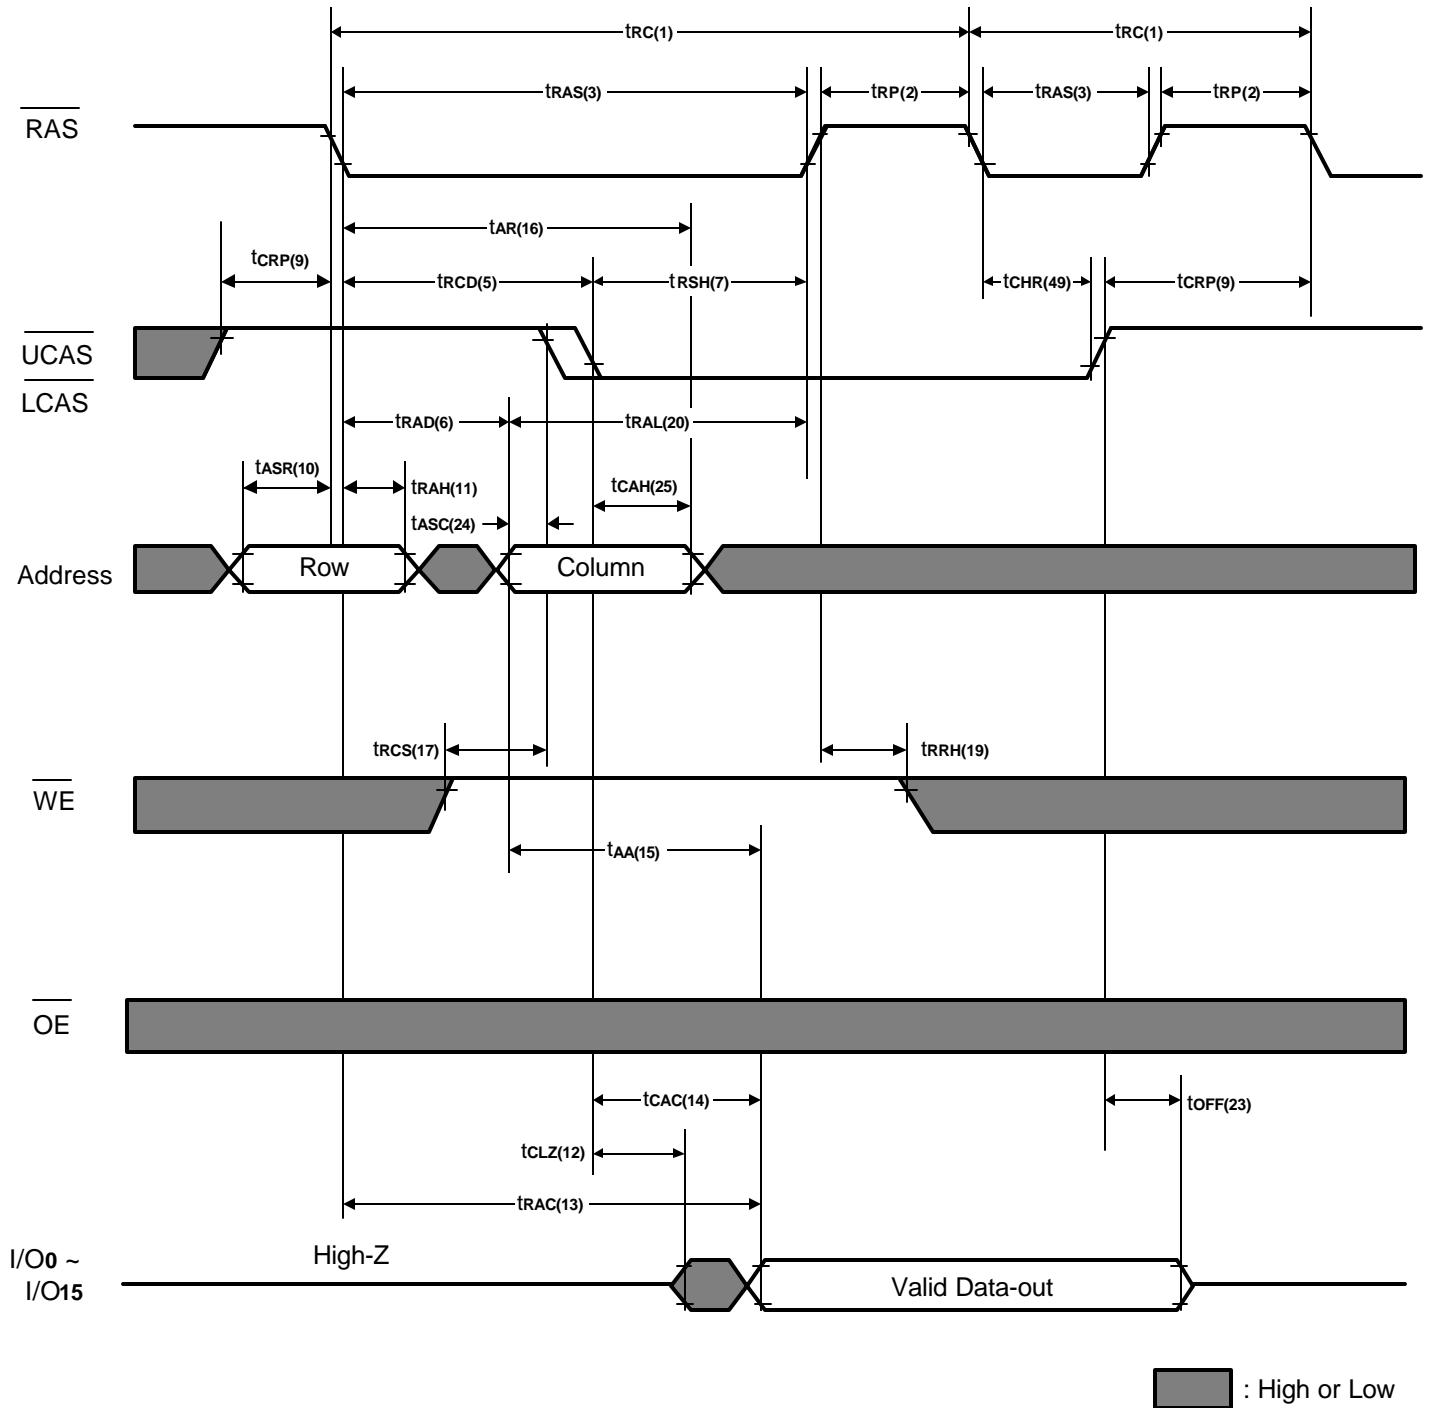 tRC(1) tRC(1)
tRAS(3) tRP(2) tRAS(3) tRP(2)
RAS
tAR(16)
tCRP(9) tRCD(5) tRSH(7) tCHR(49) tCRP(9)
UCAS
LCAS
tRAD(6) tRAL(20)
tASR(10) tRAH(11) tCAH(25)
tASC(24)
Address Row Column
tRCS(17) tRRH(19)
WE
tAA(15)
OE
tCAC(14) tOFF(23)
tCLZ(12)
tRAC(13)
I/O0 ~ High-Z
I/O15 Valid Data-out
: High or Low